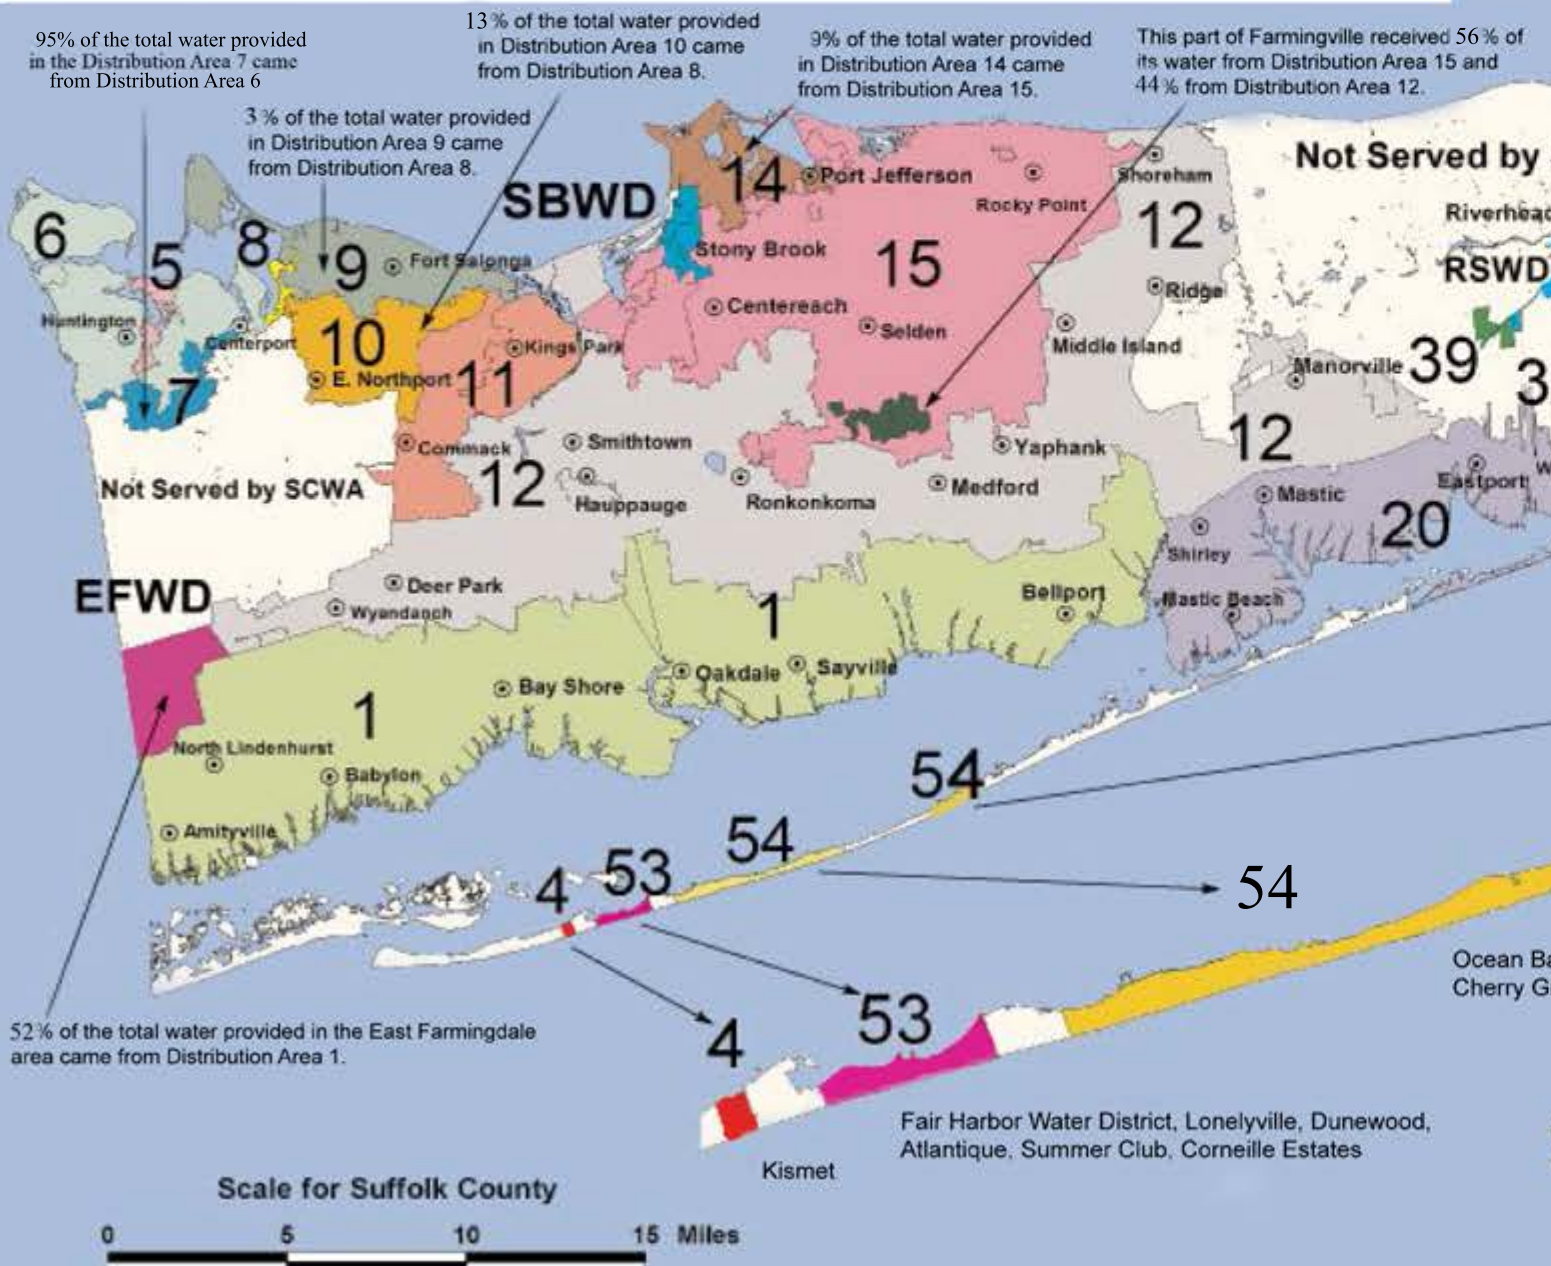 95% of the total water provided
in the Distribution Area 7 came
from Distribution Area 6
13% of the total water provided
in Distribution Area 10 came
from Distribution Area 8.
9% of the total water provided
in Distribution Area 14 came
from Distribution Area 15.
This part of Farmingville received 56% of
its water from Distribution Area 15 and
44% from Distribution Area 12.
3% of the total water provided
in Distribution Area 9 came
from Distribution Area 8.
SBWD
14
Port Jefferson
Rocky Point
Shoreham
Not Served by
12
Riverhead
6
5
8
9
Fort Salonga
Stony Brook
15
RSWD
Huntington
Centerport
10
Centereach
Selden
Ridge
Middle Island
Kings Park
E. Northport
11
7
Manorville
39
3
Commack
Smithtown
12
Hauppauge
Ronkonkoma
Medford
Yaphank
12
Mastic
Eastport
W
20
Not Served by SCWA
Shirley
EFWD
Deer Park
Wyandanch
1
Bellport
Mastic Beach
Oakdale
Sayville
Bay Shore
1
North Lindenhurst
Babylon
Amityville
54
54
53
4
54
Ocean Ba
Cherry G
53
4
52% of the total water provided in the East Farmingdale
area came from Distribution Area 1.
Fair Harbor Water District, Lonelyville, Dunewood,
Atlantique, Summer Club, Corneille Estates
Kismet
Scale for Suffolk County
0 5 10 15 Miles